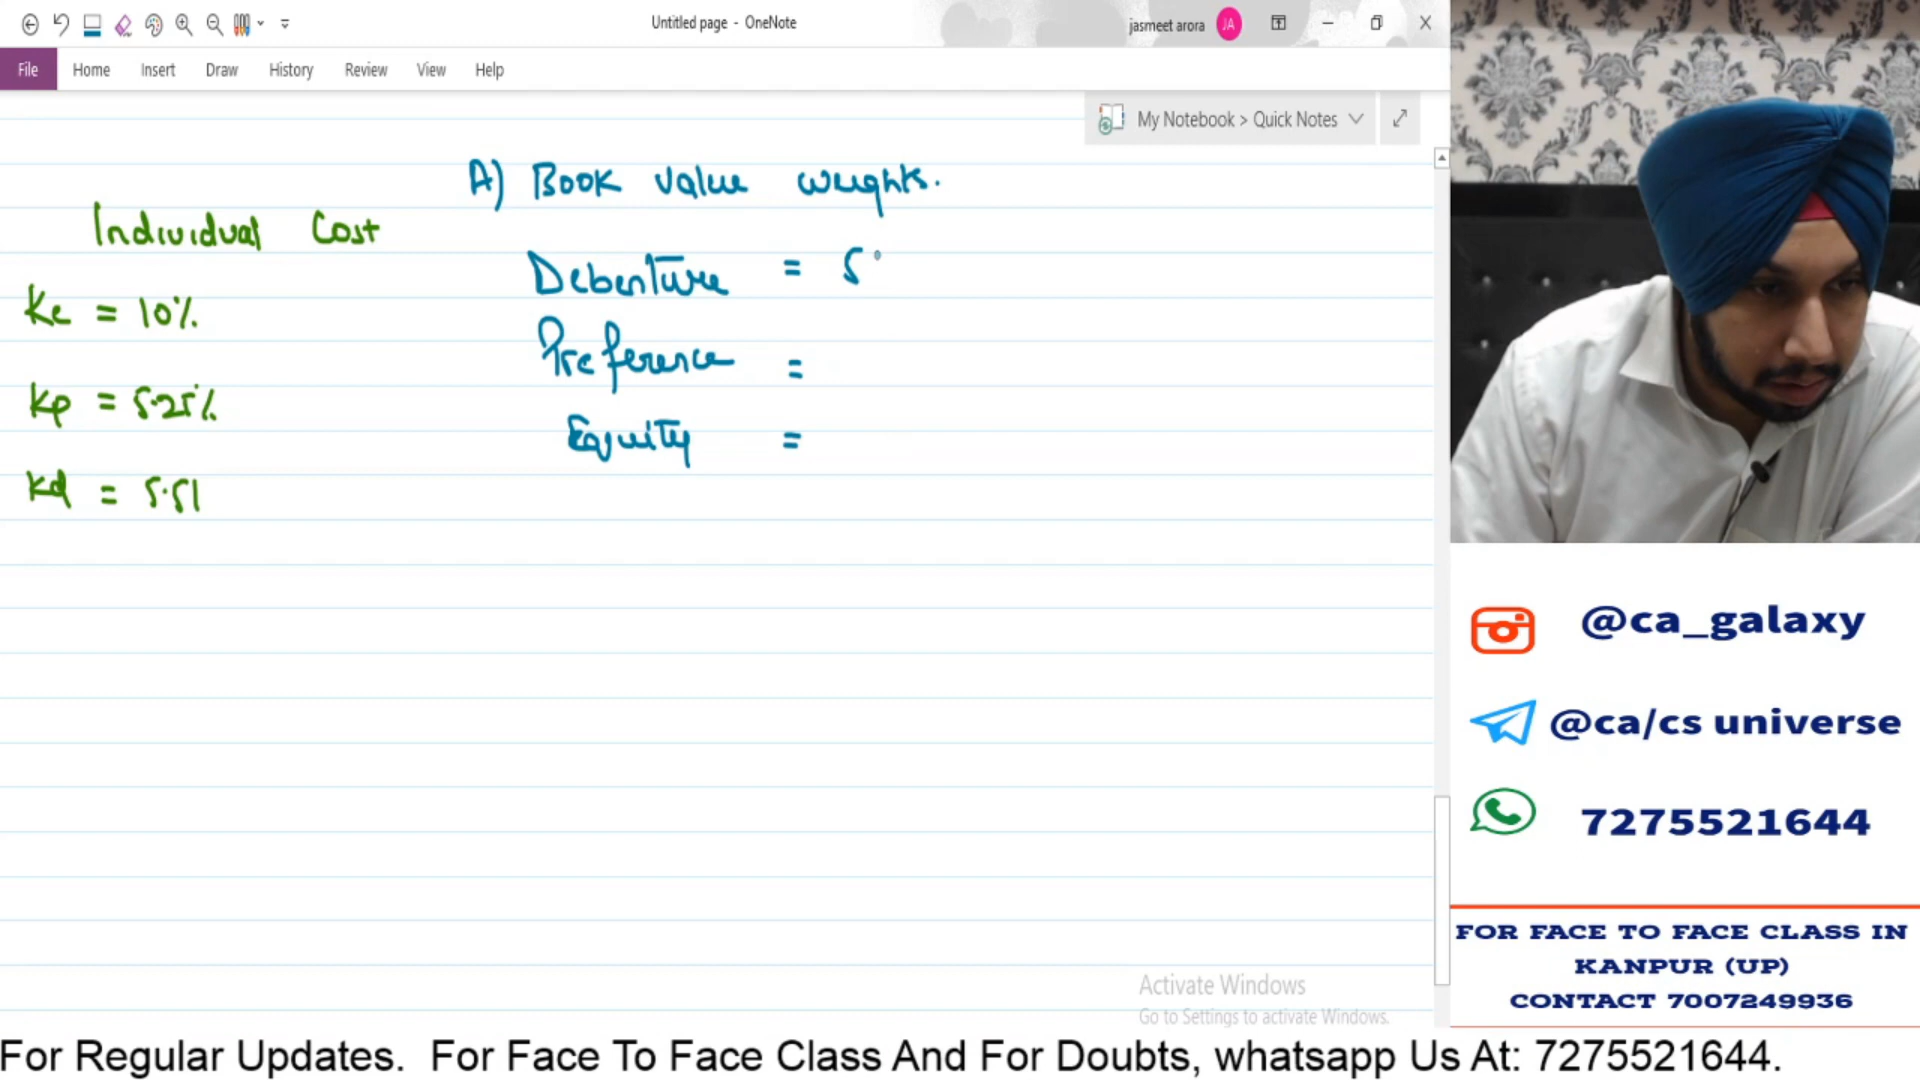 Untitled page - OneNote
jasmeet arora JA
File Home Insert Draw History Review View Help
My Notebook > Quick Notes
A) Book value weights.
Individual Cost
Debenture = 5
Ke = 10%
Preference =
Kp = 5.25%
Equity =
Kd = 5.51
@ca_galaxy
@ca/cs universe
7275521644
FOR FACE TO FACE CLASS IN
KANPUR (UP)
CONTACT 7007249936
Activate Windows
Go to Settings to activate Windows.
For Regular Updates. For Face To Face Class And For Doubts, whatsapp Us At: 7275521644.